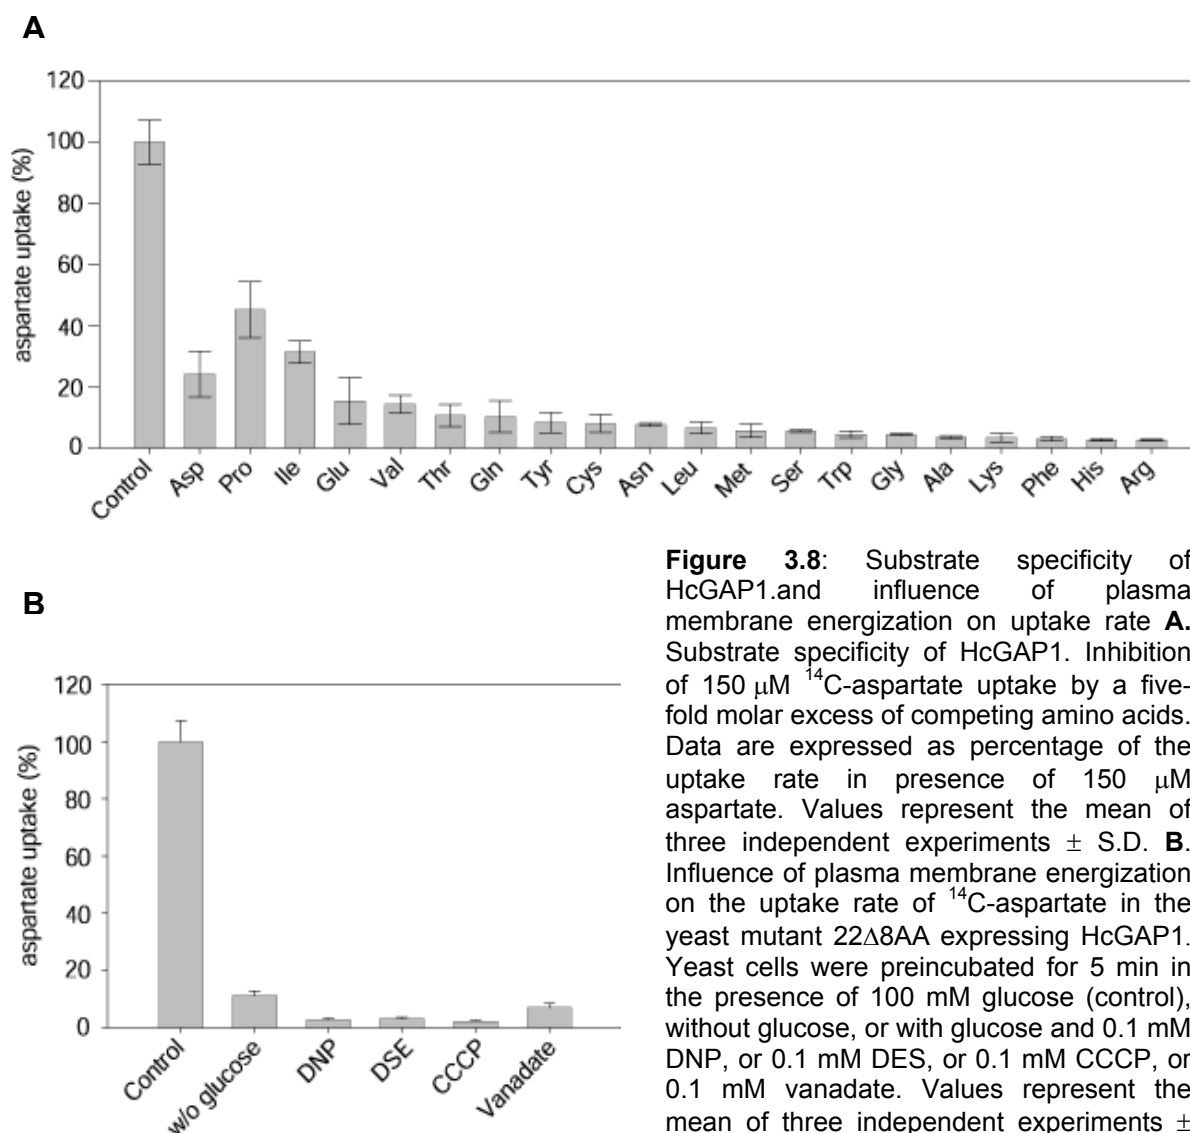 A
120
100
80
60
40
20
0
aspartate uptake (%)
Control Asp Pro Ile Glu Val Thr Gln Tyr Cys Asn Leu Met Ser Trp Gly Ala Lys Phe His Arg
B
120
100
80
60
40
20
0
aspartate uptake (%)
Control w/o glucose DNP DSE CCCP Vanadate
Figure 3.8: Substrate specificity of
HcGAP1.and influence of plasma
membrane energization on uptake rate A.
Substrate specificity of HcGAP1. Inhibition
of 150 μM ¹⁴C-aspartate uptake by a five-
fold molar excess of competing amino acids.
Data are expressed as percentage of the
uptake rate in presence of 150 μM
aspartate. Values represent the mean of
three independent experiments ± S.D. B.
Influence of plasma membrane energization
on the uptake rate of ¹⁴C-aspartate in the
yeast mutant 22Δ8AA expressing HcGAP1.
Yeast cells were preincubated for 5 min in
the presence of 100 mM glucose (control),
without glucose, or with glucose and 0.1 mM
DNP, or 0.1 mM DES, or 0.1 mM CCCP, or
0.1 mM vanadate. Values represent the
mean of three independent experiments ±